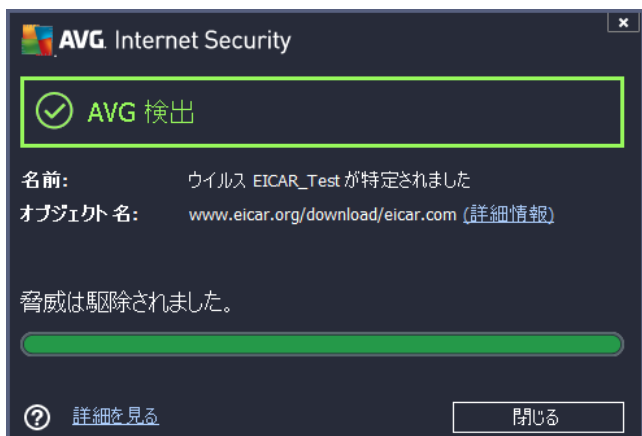 AVG. Internet Security
AVG 検出
名前: ウイルス EICAR_Test が特定されました
オブジェクト名: www.eicar.org/download/eicar.com (詳細情報)
脅威は駆除されました。
詳細を見る
閉じる